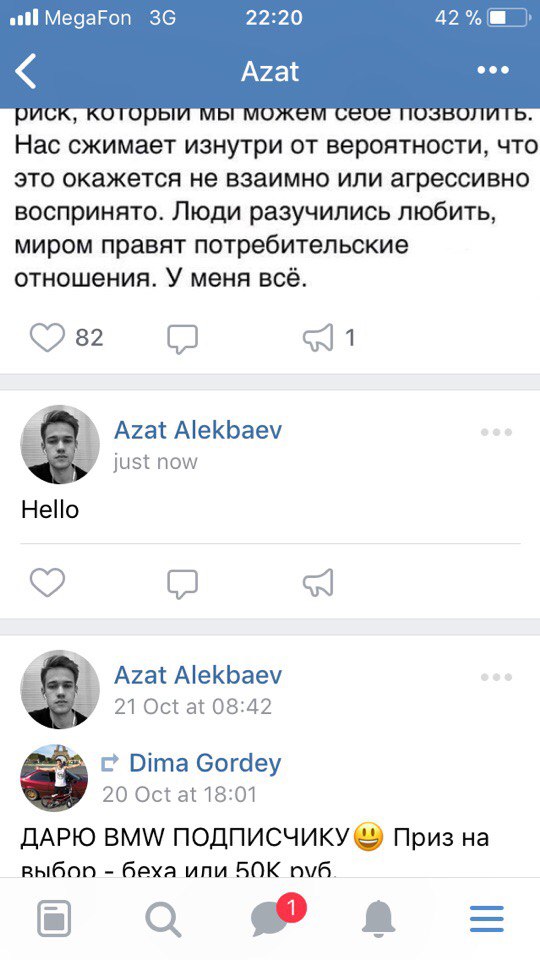 MegaFon 3G 22:20 42 %
Azat
риск, который мы можем себе позволить.
Нас сжимает изнутри от вероятности, что
это окажется не взаимно или агрессивно
воспринято. Люди разучились любить,
миром правят потребительские
отношения. У меня всё.
82 1
Azat Alekbaev
just now
Hello
Azat Alekbaev
21 Oct at 08:42
Dima Gordey
20 Oct at 18:01
ДАРЮ BMW ПОДПИСЧИКУ😃 Приз на
выбор - беха или 50К руб.
1